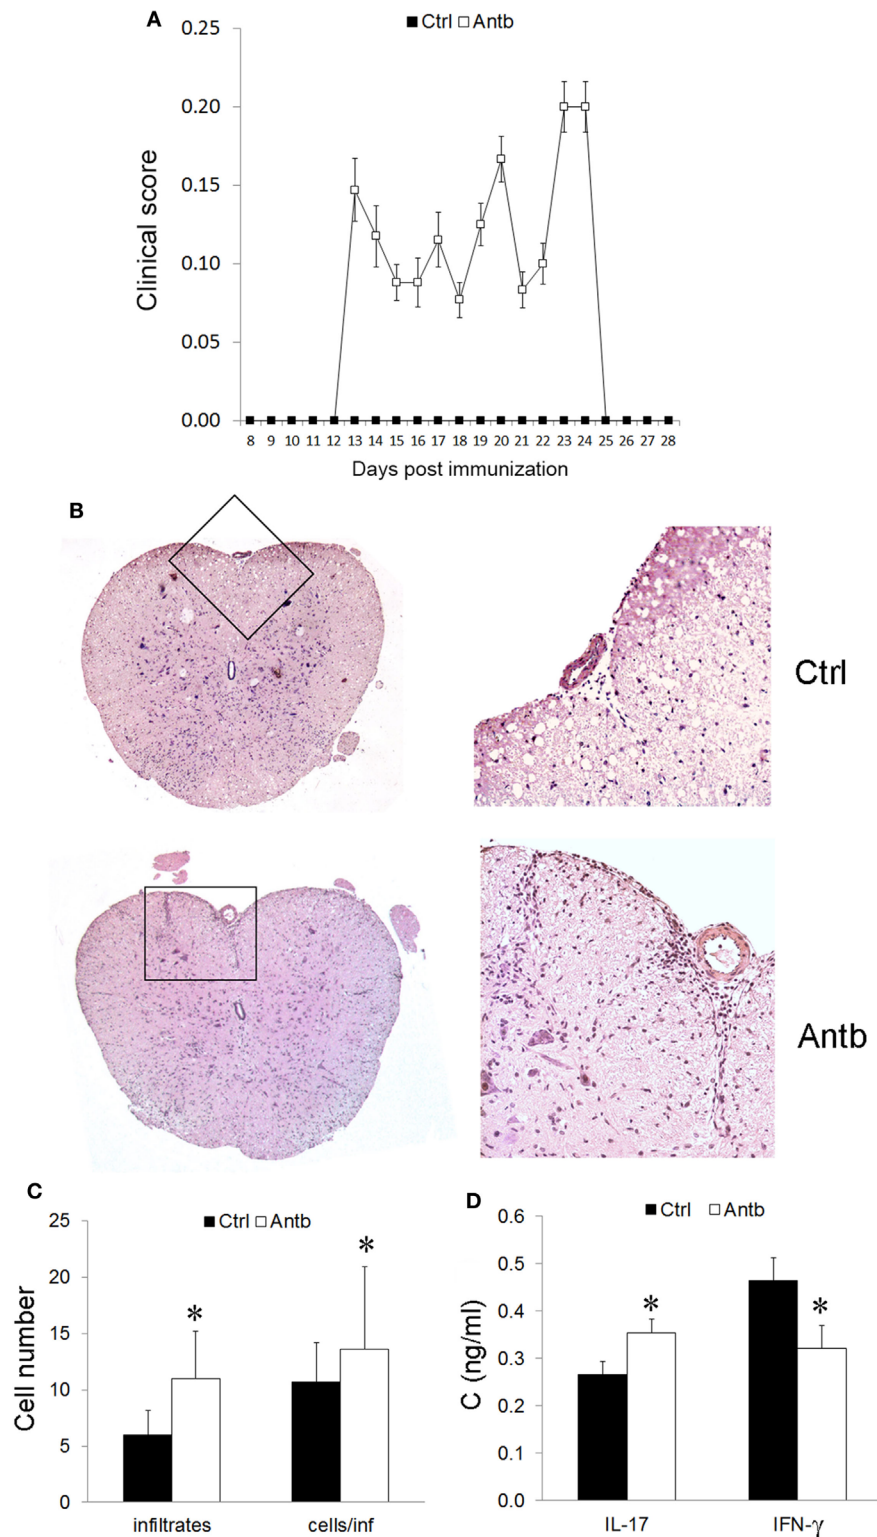 A
Ctrl Antb
0.25
0.20
0.15
0.10
0.05
0.00
Clinical score
8 9 10 11 12 13 14 15 16 17 18 19 20 21 22 23 24 25 26 27 28
Days post immunization
B
Ctrl
Antb
C
Ctrl Antb
25
20
15
10
5
0
Cell number
* *
infiltrates cells/inf
D
Ctrl Antb
0.6
0.5
0.4
0.3
0.2
0.1
0.0
C (ng/ml)
* *
IL-17 IFN-γ